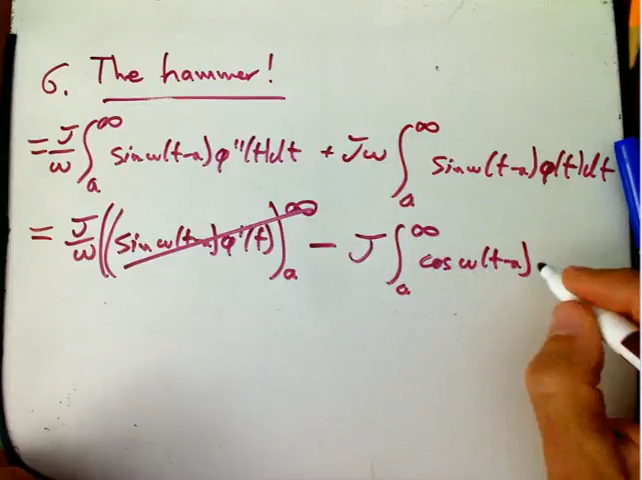 6. The hammer!
= J/ω ∫_a^∞ sin ω(t-a) φ''(t) dt + Jω ∫_a^∞ sin ω(t-a) φ(t) dt
= J/ω ((sin ω(t-a) φ'(t))_a^∞ - J ∫_a^∞ cos ω(t-a)